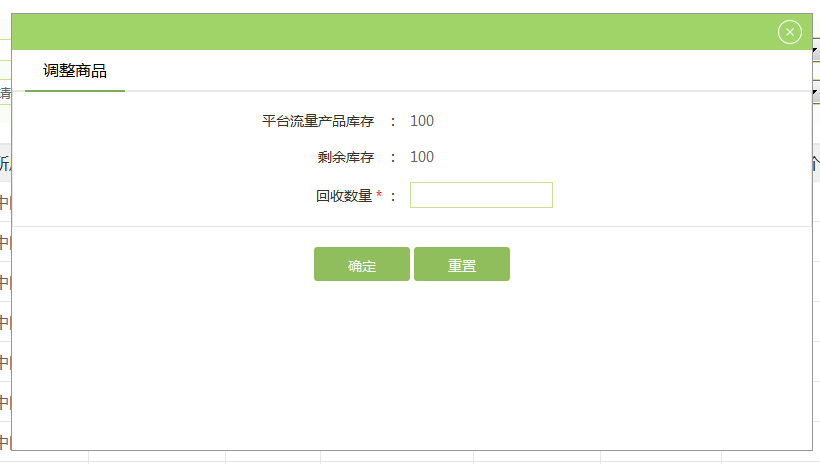 调整商品
请
平台流量产品库存 : 100
剩余库存 : 100
回收数量 * :
确定 重置